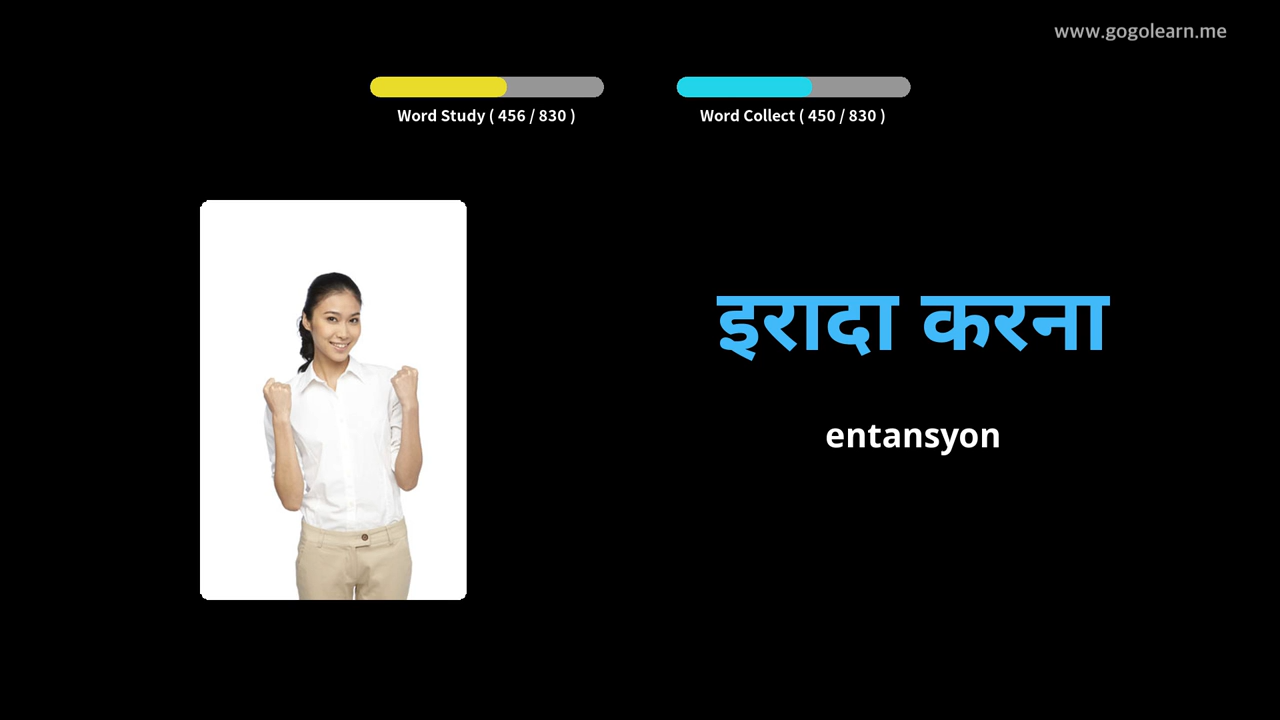 www.gogolearn.me
Word Study ( 456 / 830 )
Word Collect ( 450 / 830 )
इरादा करना
entansyon